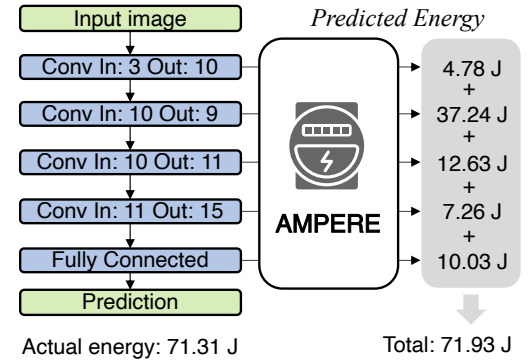 Input image
Predicted Energy
Conv In: 3 Out: 10
4.78 J
+
Conv In: 10 Out: 9
37.24 J
+
Conv In: 10 Out: 11
12.63 J
+
Conv In: 11 Out: 15
7.26 J
+
AMPERE
Fully Connected
10.03 J
Prediction
Actual energy: 71.31 J
Total: 71.93 J